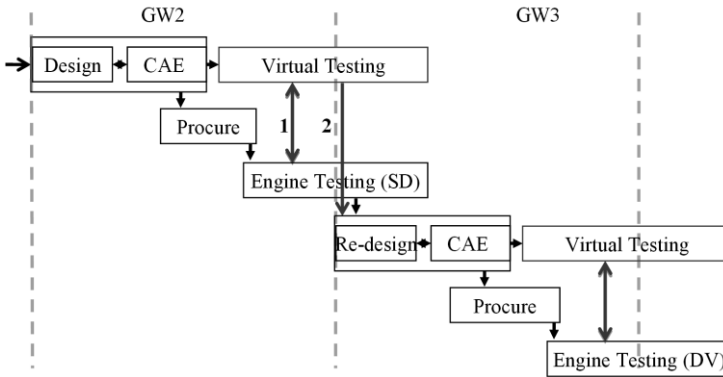 GW2
GW3
Design
CAE
Virtual Testing
Procure
1
2
Engine Testing (SD)
Re-design
CAE
Virtual Testing
Procure
Engine Testing (DV)